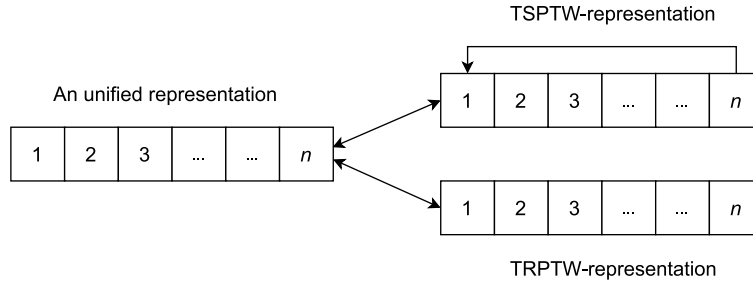 TSPTW-representation
1 2 3 ... ... n
An unified representation
1 2 3 ... ... n
1 2 3 ... ... n
TRPTW-representation